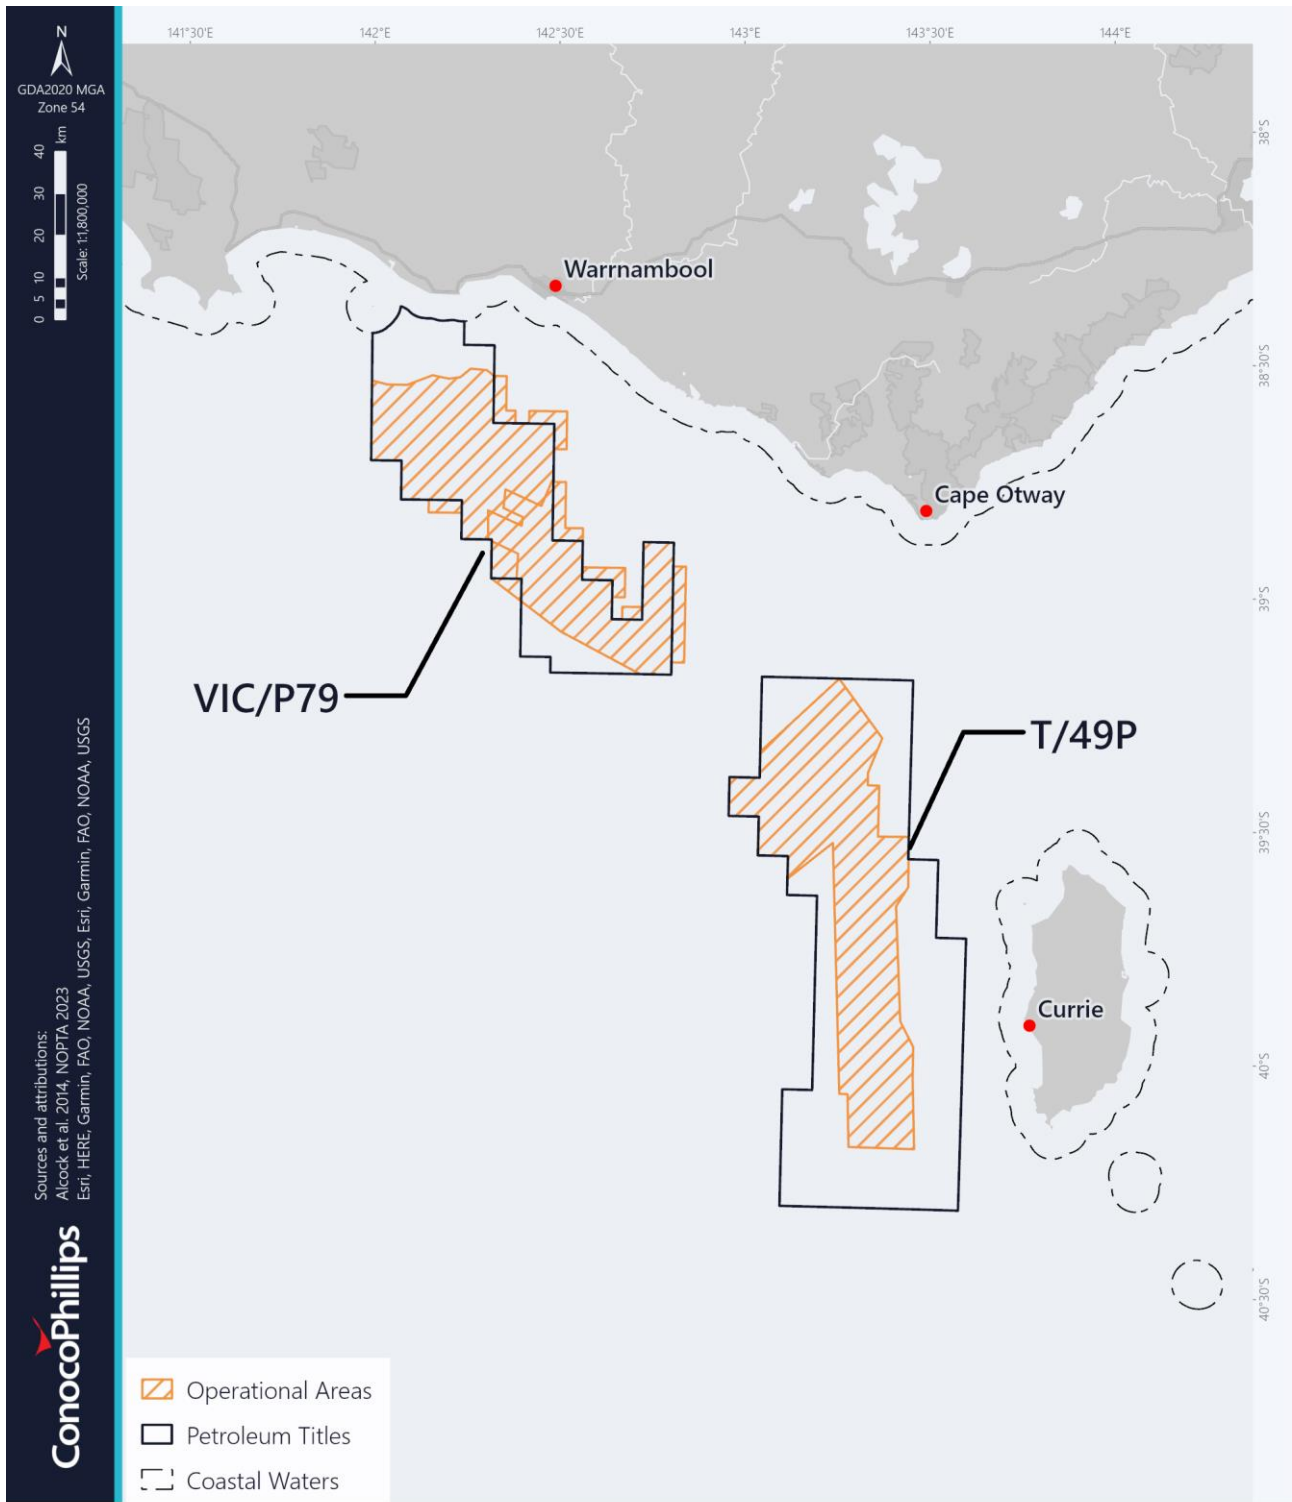 N
GDA2020 MGA
Zone 54
0 5 10 20 30 40 km
Scale: 1:1,800,000
Sources and attributions:
Alcock et al. 2014, NOPTA 2023
Esri, HERE, Garmin, FAO, NOAA, USGS, Esri, Garmin, FAO, NOAA, USGS
ConocoPhillips
141°30'E 142°E 142°30'E 143°E 143°30'E 144°E
38°S
38°30'S
39°S
39°30'S
40°S
40°30'S
Warrnambool
Cape Otway
VIC/P79
T/49P
Currie
Operational Areas
Petroleum Titles
Coastal Waters